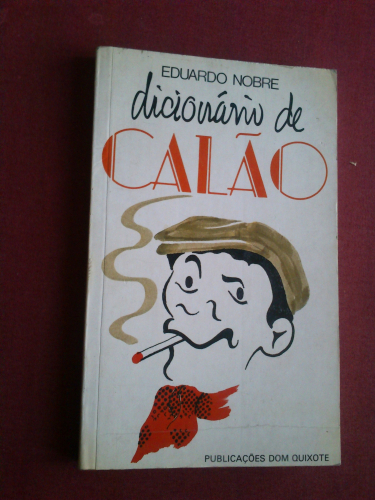 EDUARDO NOBRE
dicionário de
CALÃO
PUBLICAÇÕES DOM QUIXOTE